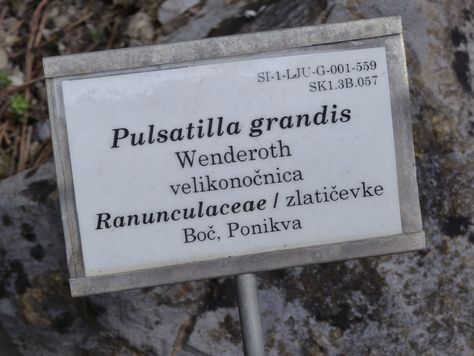 SI-1-LJU-G-001-559
SK1.3B.057
Pulsatilla grandis
Wenderoth
velikonočnica
Ranunculaceae / zlatičevke
Boč, Ponikva